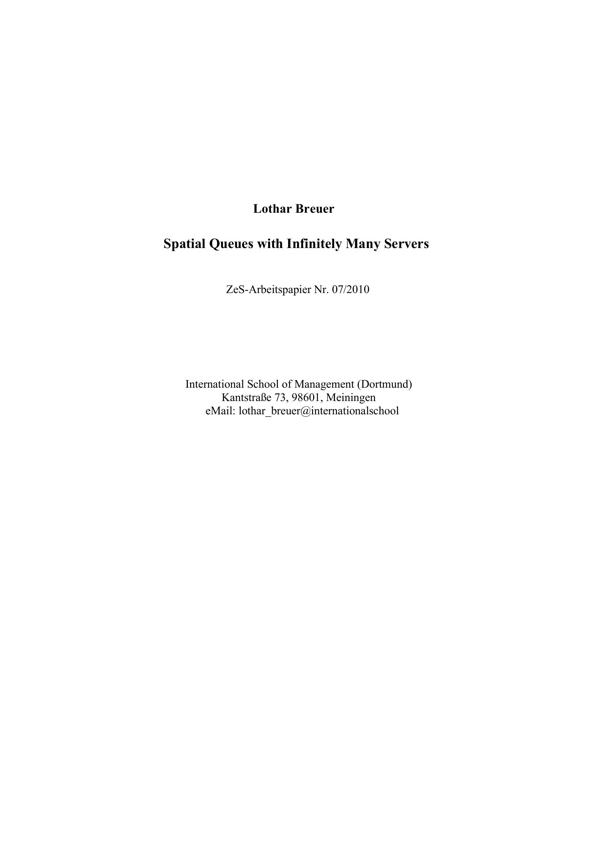 Lothar Breuer
Spatial Queues with Infinitely Many Servers
ZeS-Arbeitspapier Nr. 07/2010
International School of Management (Dortmund)
Kantstraße 73, 98601, Meiningen
eMail: lothar_breuer@internationalschool